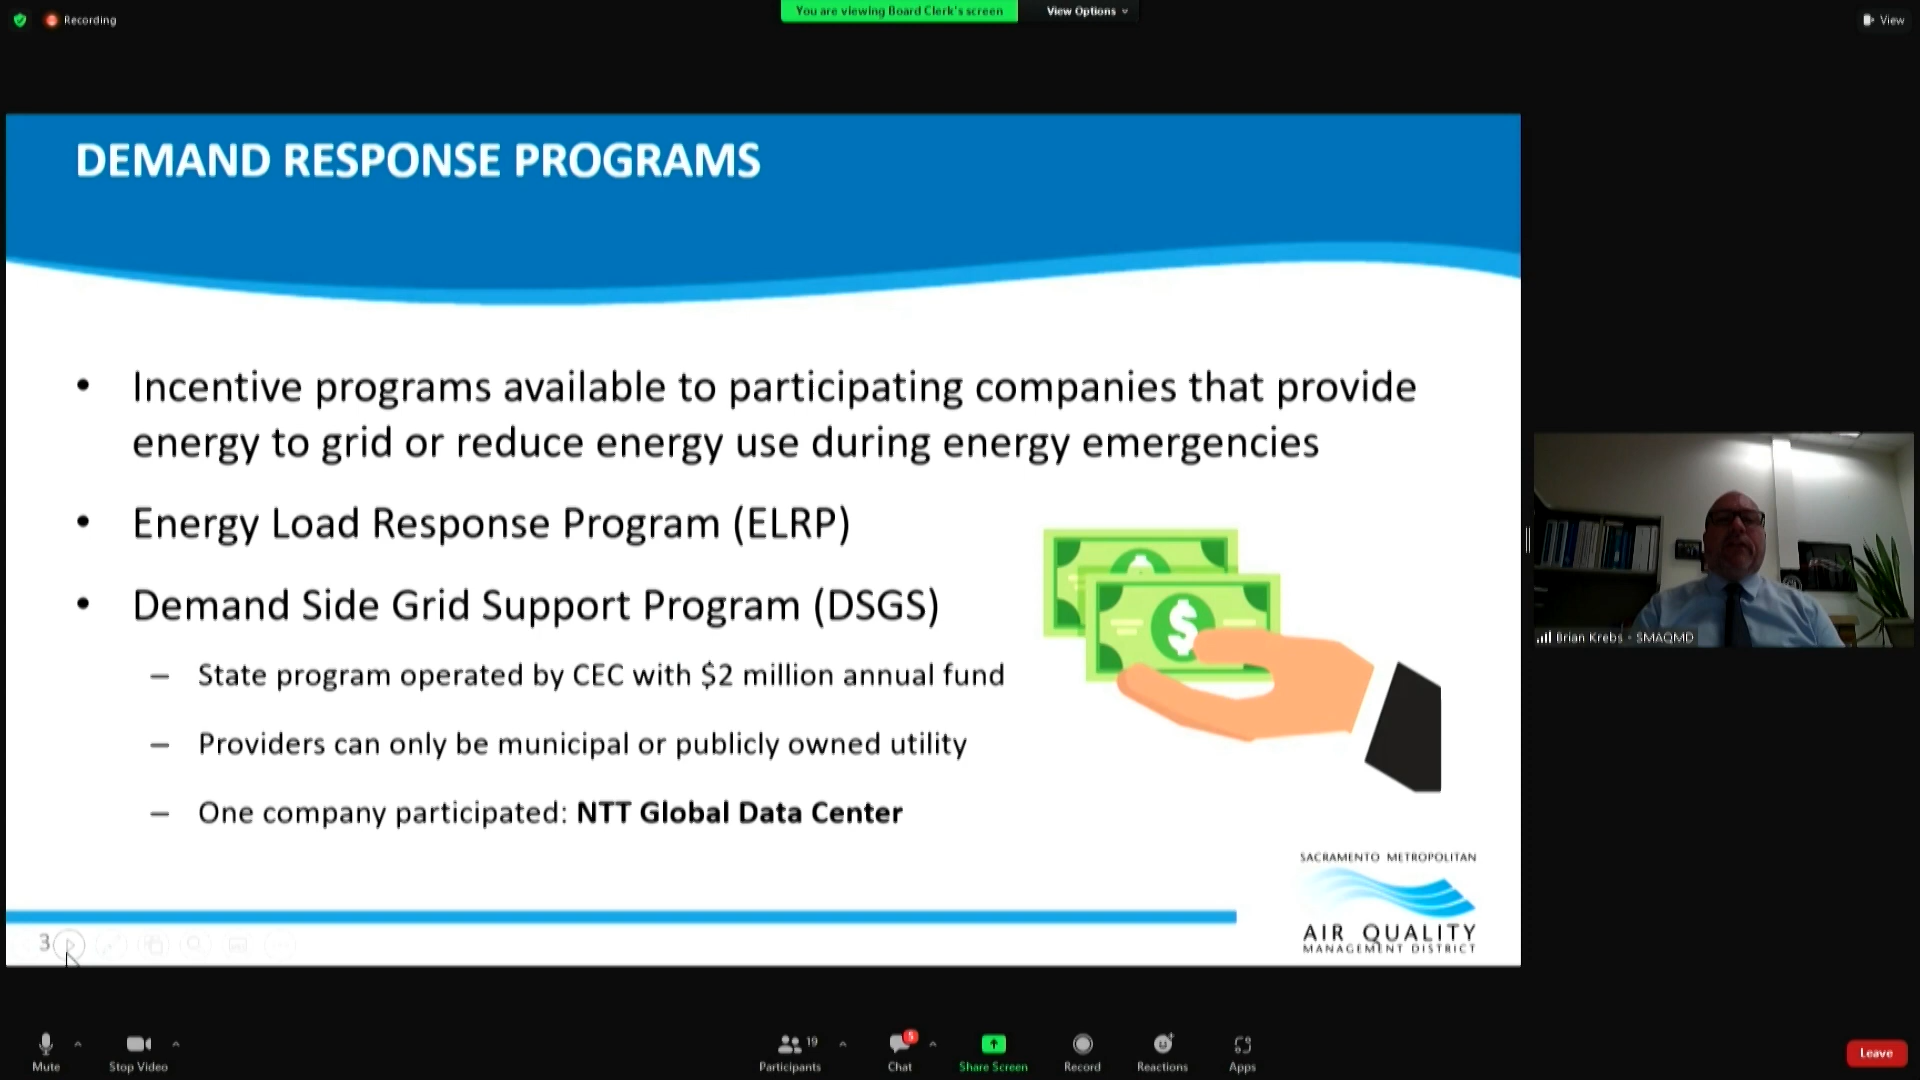 Recording
You are viewing Board Clerk's screen
View Options
View
DEMAND RESPONSE PROGRAMS
• Incentive programs available to participating companies that provide
energy to grid or reduce energy use during energy emergencies
• Energy Load Response Program (ELRP)
• Demand Side Grid Support Program (DSGS)
– State program operated by CEC with $2 million annual fund
– Providers can only be municipal or publicly owned utility
– One company participated: NTT Global Data Center
$
SACRAMENTO METROPOLITAN
AIR QUALITY
MANAGEMENT DISTRICT
3
Brian Krebs - SMAQMD
Mute
Stop Video
19
Participants
5
Chat
Share Screen
Record
Reactions
Apps
Leave